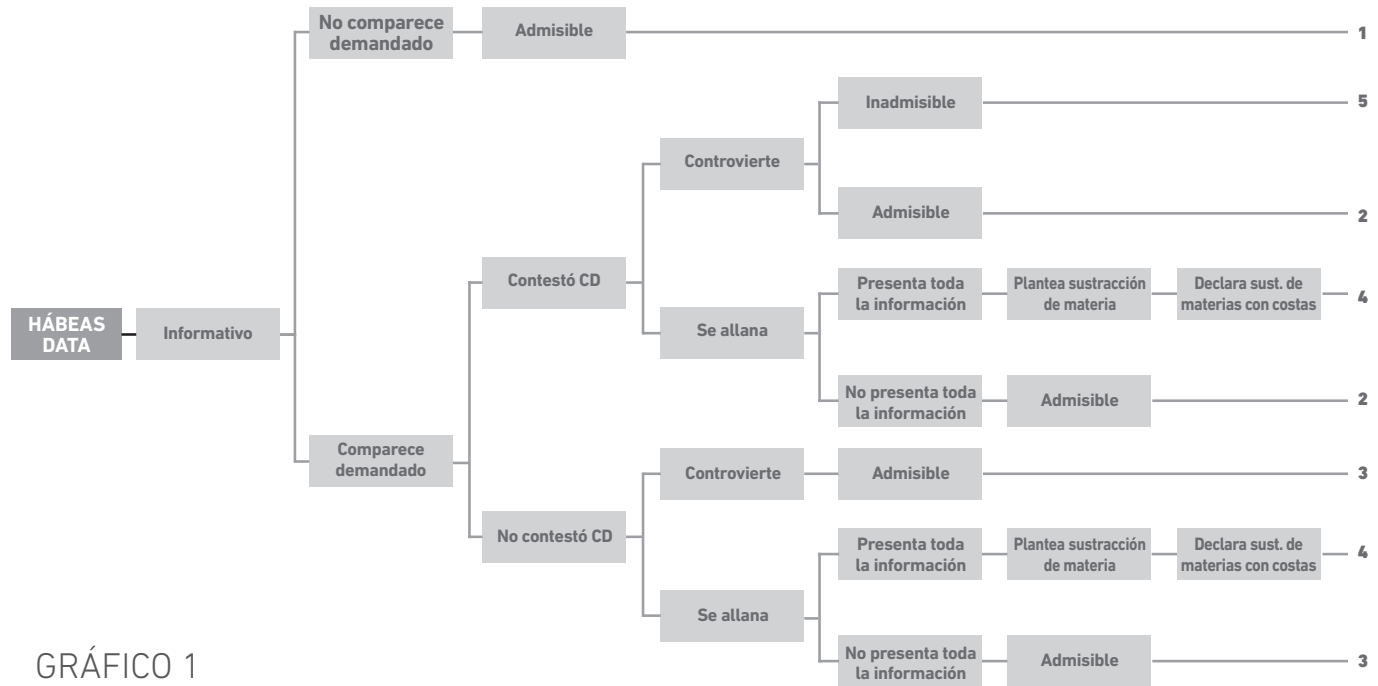 No comparece
demandado
Admisible
1
Inadmisible
5
Controvierte
Admisible
2
Contestó CD
Presenta toda
la información
Plantea sustracción
de materia
Declara sust. de
materias con costas
4
HÁBEAS
DATA
Informativo
Se allana
No presenta toda
la información
Admisible
2
Comparece
demandado
Controvierte
Admisible
3
No contestó CD
Presenta toda
la información
Plantea sustracción
de materia
Declara sust. de
materias con costas
4
Se allana
No presenta toda
la información
Admisible
3
GRÁFICO 1